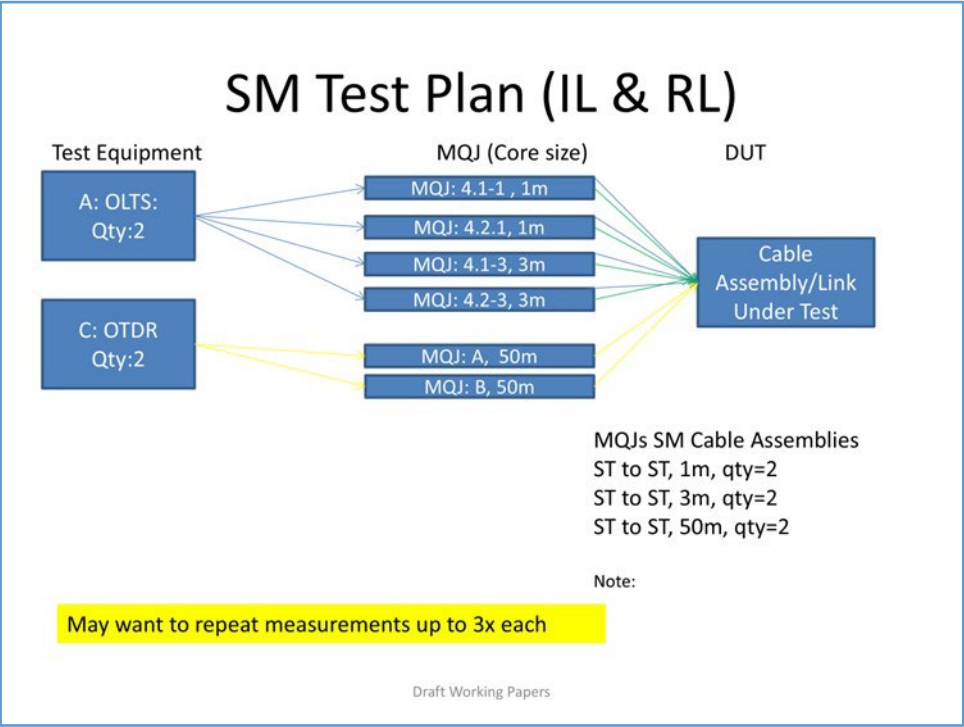 SM Test Plan (IL & RL)
Test Equipment
MQJ (Core size)
DUT
A: OLTS:
Qty:2
C: OTDR
Qty:2
MQJ: 4.1-1 , 1m
MQJ: 4.2.1, 1m
MQJ: 4.1-3, 3m
MQJ: 4.2-3, 3m
MQJ: A,  50m
MQJ: B, 50m
Cable
Assembly/Link
Under Test
MQJs SM Cable Assemblies
ST to ST, 1m, qty=2
ST to ST, 3m, qty=2
ST to ST, 50m, qty=2
Note:
May want to repeat measurements up to 3x each
Draft Working Papers